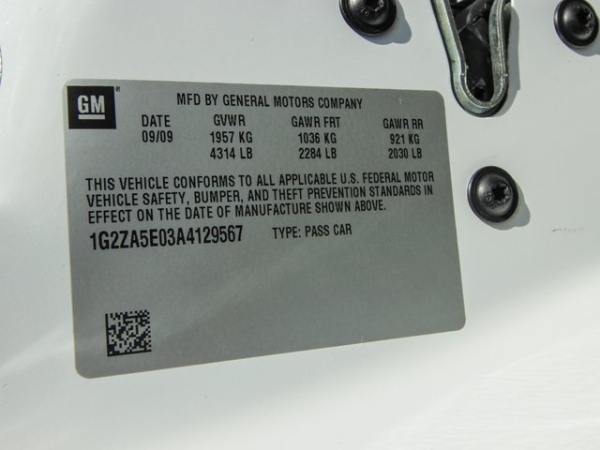 GM
MFD BY GENERAL MOTORS COMPANY
DATE GVWR GAWR FRT GAWR RR
09/09 1957 KG 1036 KG 921 KG
4314 LB 2284 LB 2030 LB
THIS VEHICLE CONFORMS TO ALL APPLICABLE U.S. FEDERAL MOTOR
VEHICLE SAFETY, BUMPER, AND THEFT PREVENTION STANDARDS IN
EFFECT ON THE DATE OF MANUFACTURE SHOWN ABOVE.
1G2ZA5E03A4129567 TYPE: PASS CAR